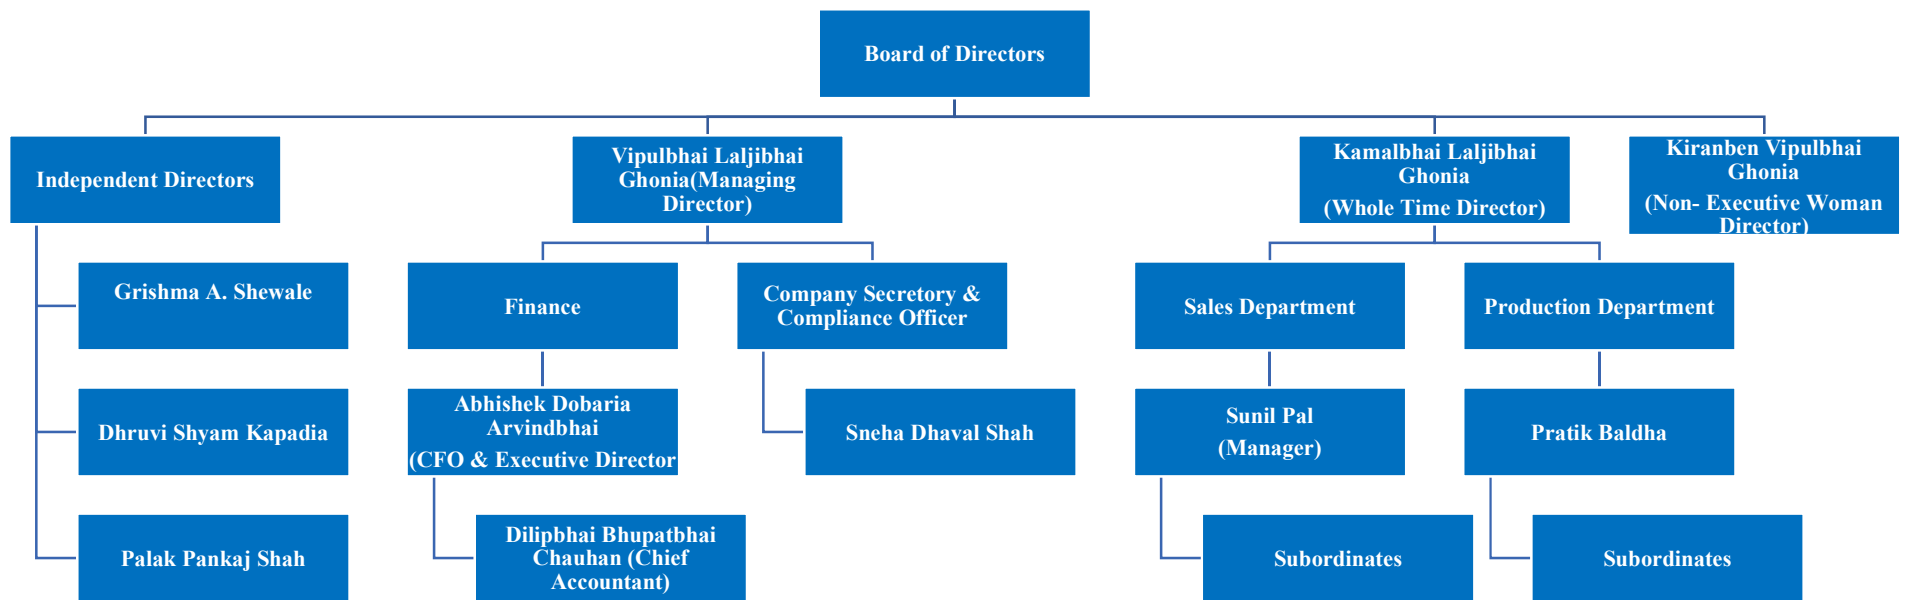 Board of Directors
Independent Directors
Vipulbhai Laljibhai
Ghonia(Managing
Director)
Kamalbhai Laljibhai
Ghonia
(Whole Time Director)
Kiranben Vipulbhai
Ghonia
(Non- Executive Woman
Director)
Grishma A. Shewale
Finance
Company Secretary &
Compliance Officer
Sales Department
Production Department
Dhruvi Shyam Kapadia
Abhishek Dobaria
Arvindbhai
(CFO & Executive Director
Sneha Dhaval Shah
Sunil Pal
(Manager)
Pratik Baldha
Palak Pankaj Shah
Dilipbhai Bhupatbhai
Chauhan (Chief
Accountant)
Subordinates
Subordinates